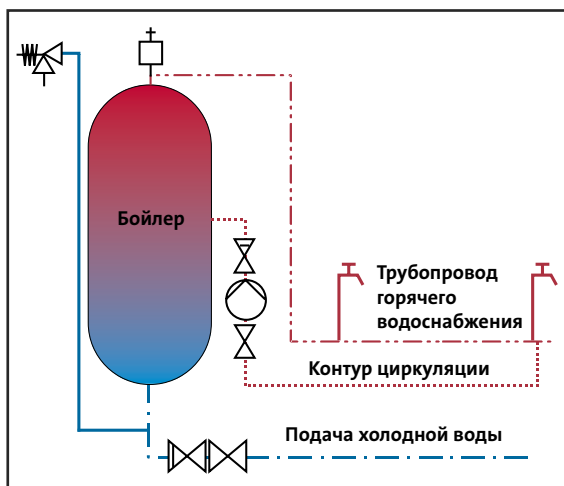 Бойлер
Трубопровод
горячего
водоснабжения
Контур циркуляции
Подача холодной воды